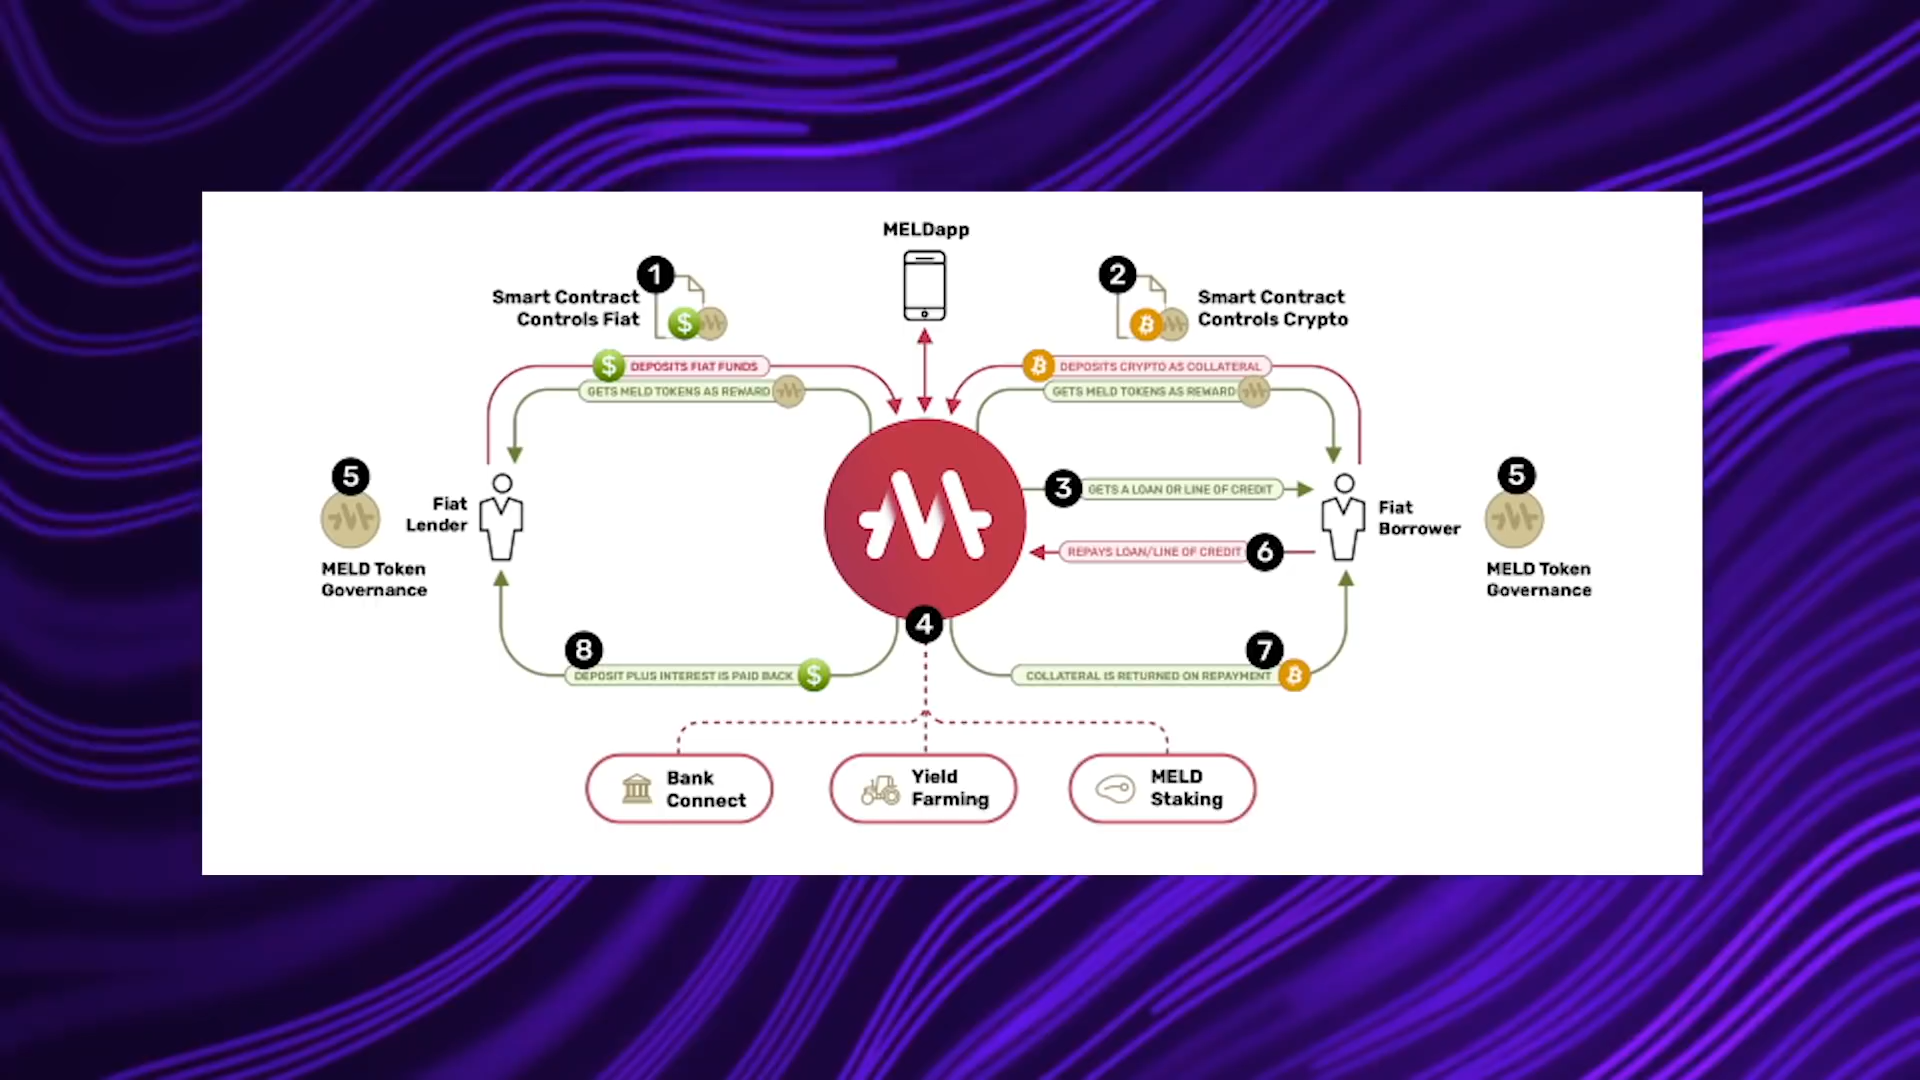 MELDapp
1
Smart Contract
Controls Fiat
$
2
Smart Contract
Controls Crypto
$ DEPOSITS FIAT FUNDS
GETS MELD TOKENS AS REWARD
DEPOSITS CRYPTO AS COLLATERAL
GETS MELD TOKENS AS REWARD
5
MELD Token
Governance
Fiat
Lender
3 GETS A LOAN OR LINE OF CREDIT
REPAYS LOAN/LINE OF CREDIT 6
Fiat
Borrower
5
MELD Token
Governance
4
8
DEPOSIT PLUS INTEREST IS PAID BACK $
7
COLLATERAL IS RETURNED ON REPAYMENT
Bank
Connect
Yield
Farming
MELD
Staking